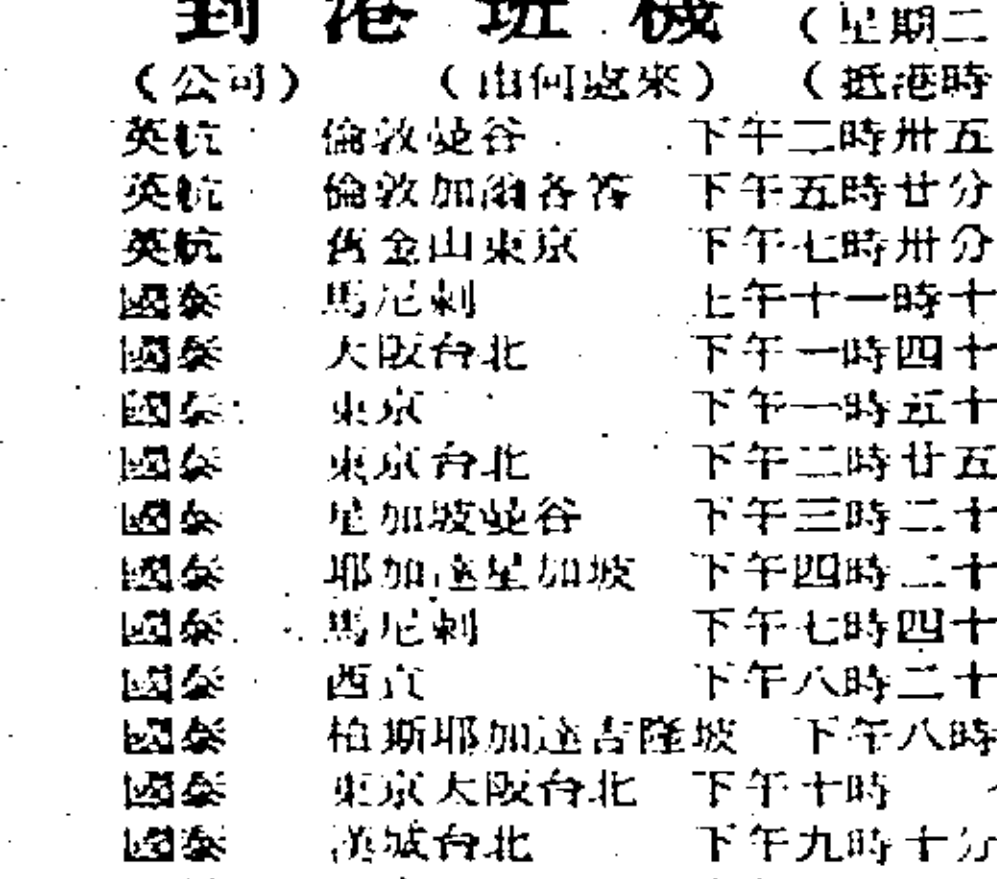 到港班機 (星期二
(公司) (由何處來) (抵港時
英航 倫敦曼谷 下午二時卅五
英航 倫敦加爾各答 下午五時廿分
英航 舊金山東京 下午七時卅分
國泰 馬尼剌 上午十一時十
國泰 大阪台北 下午一時四十
國泰 東京 下午一時五十
國泰 東京台北 下午二時廿五
國泰 星加坡曼谷 下午三時二十
國泰 耶加達星加坡 下午四時二十
國泰 馬尼剌 下午七時四十
國泰 西貢 下午八時二十
國泰 柏斯耶加達吉隆坡 下午八時
國泰 東京大阪台北 下午十時
國泰 漢城台北 下午九時十分